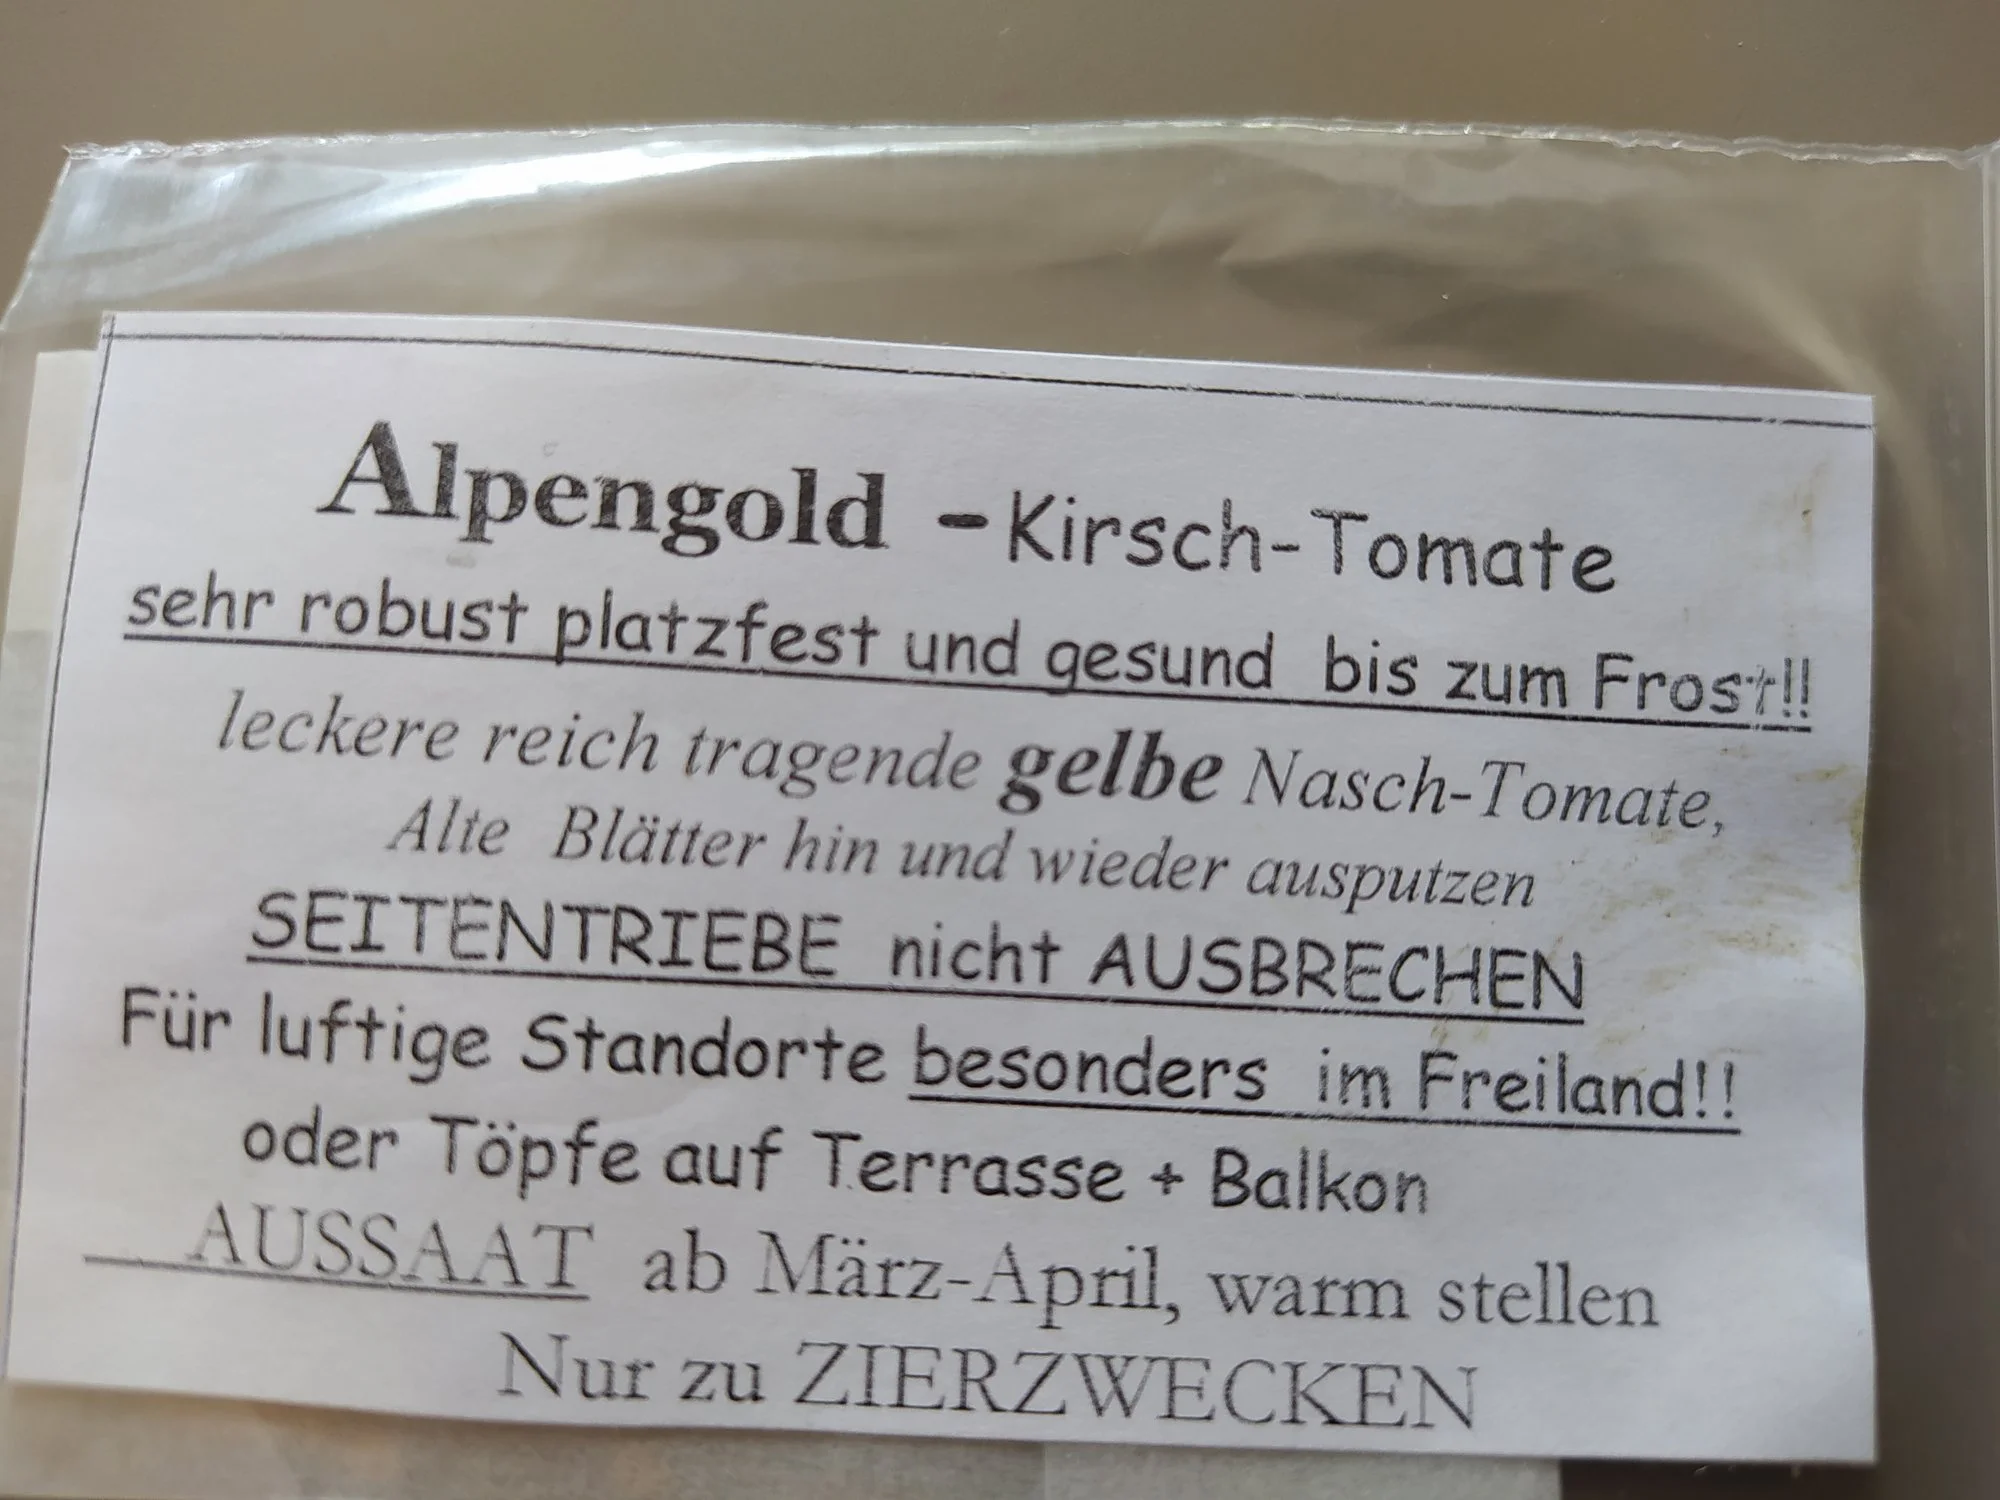 Alpengold -Kirsch-Tomate
sehr robust platzfest und gesund bis zum Frost!!
leckere reich tragende gelbe Nasch-Tomate,
Alte Blätter hin und wieder ausputzen
SEITENTRIEBE nicht AUSBRECHEN
Für luftige Standorte besonders im Freiland!!
oder Töpfe auf Terrasse + Balkon
AUSSAAT ab März-April, warm stellen
Nur zu ZIERZWECKEN